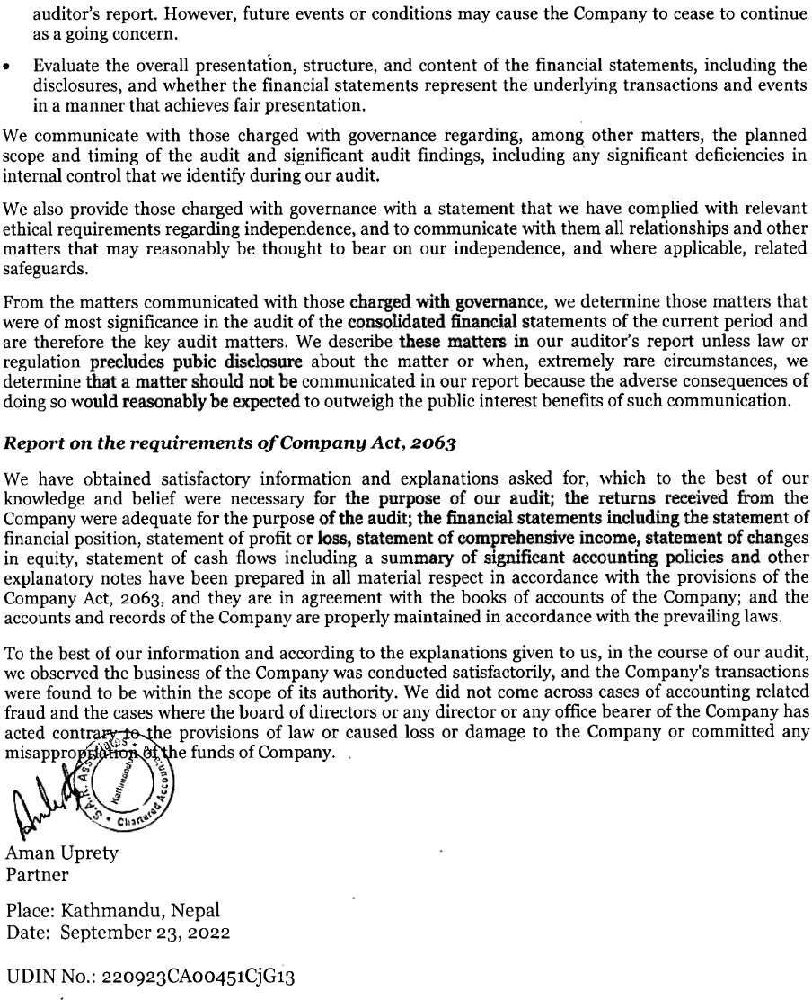 auditor's report. However, future events or conditions may cause the Company to cease to continue
as a going concern.
• Evaluate the overall presentation, structure, and content of the financial statements, including the
disclosures, and whether the financial statements represent the underlying transactions and events
in a manner that achieves fair presentation.
We communicate with those charged with governance regarding, among other matters, the planned
scope and timing of the audit and significant audit findings, including any significant deficiencies in
internal control that we identify during our audit.
We also provide those charged with governance with a statement that we have complied with relevant
ethical requirements regarding independence, and to communicate with them all relationships and other
matters that may reasonably be thought to bear on our independence, and where applicable, related
safeguards.
From the matters communicated with those charged with governance, we determine those matters that
were of most significance in the audit of the consolidated financial statements of the current period and
are therefore the key audit matters. We describe these matters in our auditor's report unless law or
regulation precludes pubic disclosure about the matter or when, extremely rare circumstances, we
determine that a matter should not be communicated in our report because the adverse consequences of
doing so would reasonably be expected to outweigh the public interest benefits of such communication.
Report on the requirements of Company Act, 2063
We have obtained satisfactory information and explanations asked for, which to the best of our
knowledge and belief were necessary for the purpose of our audit; the returns received from the
Company were adequate for the purpose of the audit; the financial statements including the statement of
financial position, statement of profit or loss, statement of comprehensive income, statement of changes
in equity, statement of cash flows including a summary of significant accounting policies and other
explanatory notes have been prepared in all material respect in accordance with the provisions of the
Company Act, 2063, and they are in agreement with the books of accounts of the Company; and the
accounts and records of the Company are properly maintained in accordance with the prevailing laws.
To the best of our information and according to the explanations given to us, in the course of our audit,
we observed the business of the Company was conducted satisfactorily, and the Company's transactions
were found to be within the scope of its authority. We did not come across cases of accounting related
fraud and the cases where the board of directors or any director or any office bearer of the Company has
acted contrary to the provisions of law or caused loss or damage to the Company or committed any
misappropriation of the funds of Company.
S.A.R. Associates
Kathmandu
Chartered
Aman Uprety
Partner
Place: Kathmandu, Nepal
Date: September 23, 2022
UDIN No.: 220923CA00451CjG13